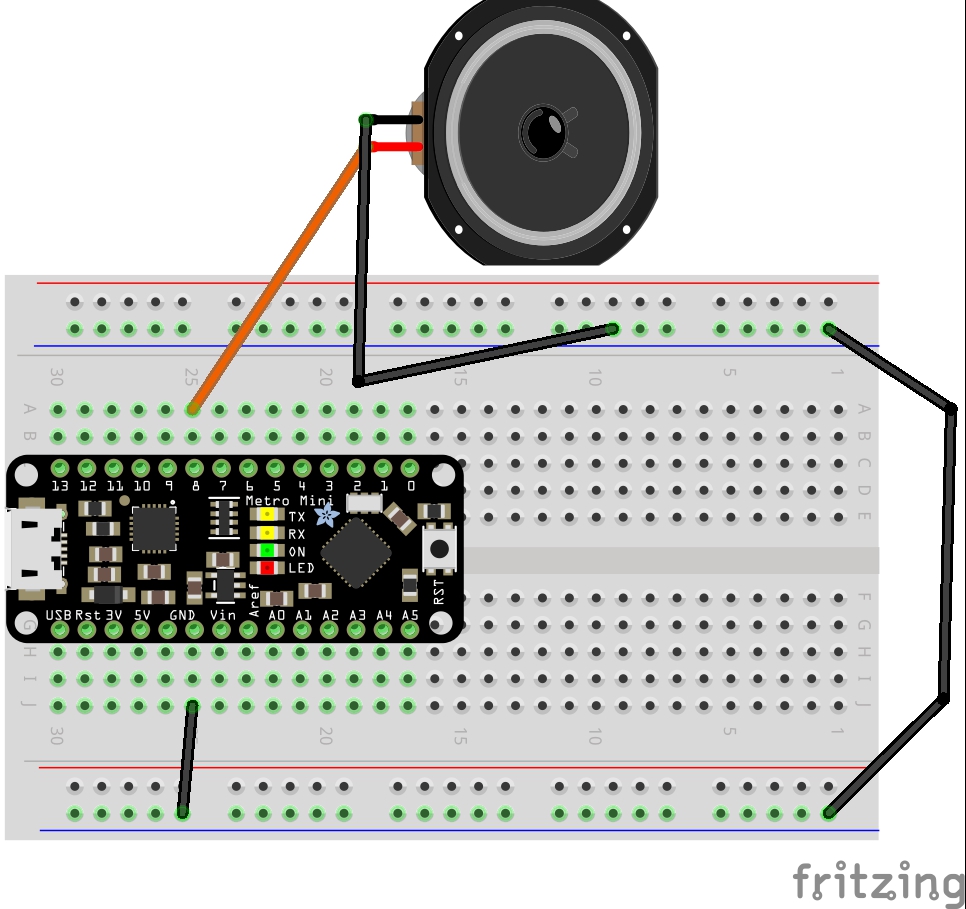 30 25 20 15 10 5 1
A A
B B
C
D
E
13 12 11 10 9 8 7 6 5 4 3 2 1 0
Metro Mini
TX
RX
ON
LED
RST
Aref
USB Rst 3V 5V GND Vin A0 A1 A2 A3 A4 A5
F
G G
H H
I I
J J
30 20 15 10 5 1
fritzing